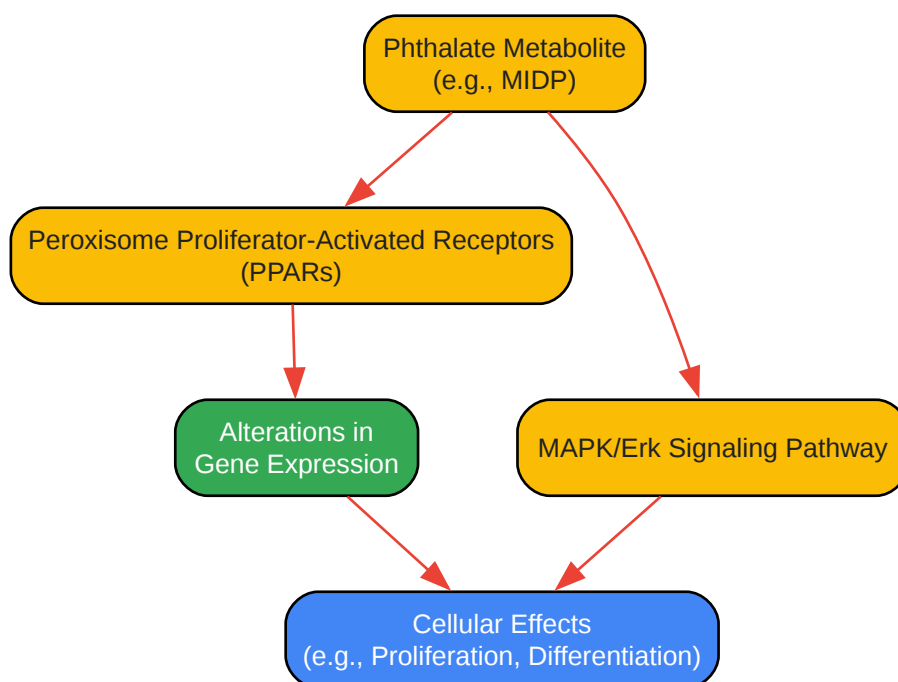 Phthalate Metabolite
(e.g., MIDP)
Peroxisome Proliferator-Activated Receptors
(PPARs)
Alterations in
Gene Expression
MAPK/Erk Signaling Pathway
Cellular Effects
(e.g., Proliferation, Differentiation)